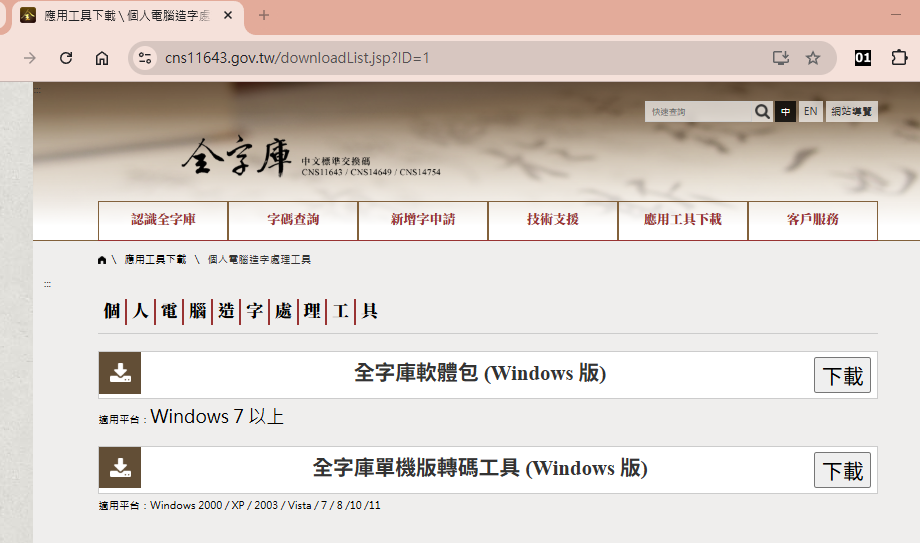 應用工具下載 \ 個人電腦造字處
cns11643.gov.tw/downloadList.jsp?ID=1
01
:::
快速查詢
中
EN
網站導覽
全字庫
中文標準交換碼
CNS11643 / CNS14649 / CNS14754
認識全字庫
字碼查詢
新增字申請
技術支援
應用工具下載
客戶服務
\ 應用工具下載 \ 個人電腦造字處理工具
:::
個人電腦造字處理工具
全字庫軟體包 (Windows 版)
下載
適用平台：Windows 7 以上
全字庫單機版轉碼工具 (Windows 版)
下載
適用平台：Windows 2000 / XP / 2003 / Vista / 7 / 8 /10 /11